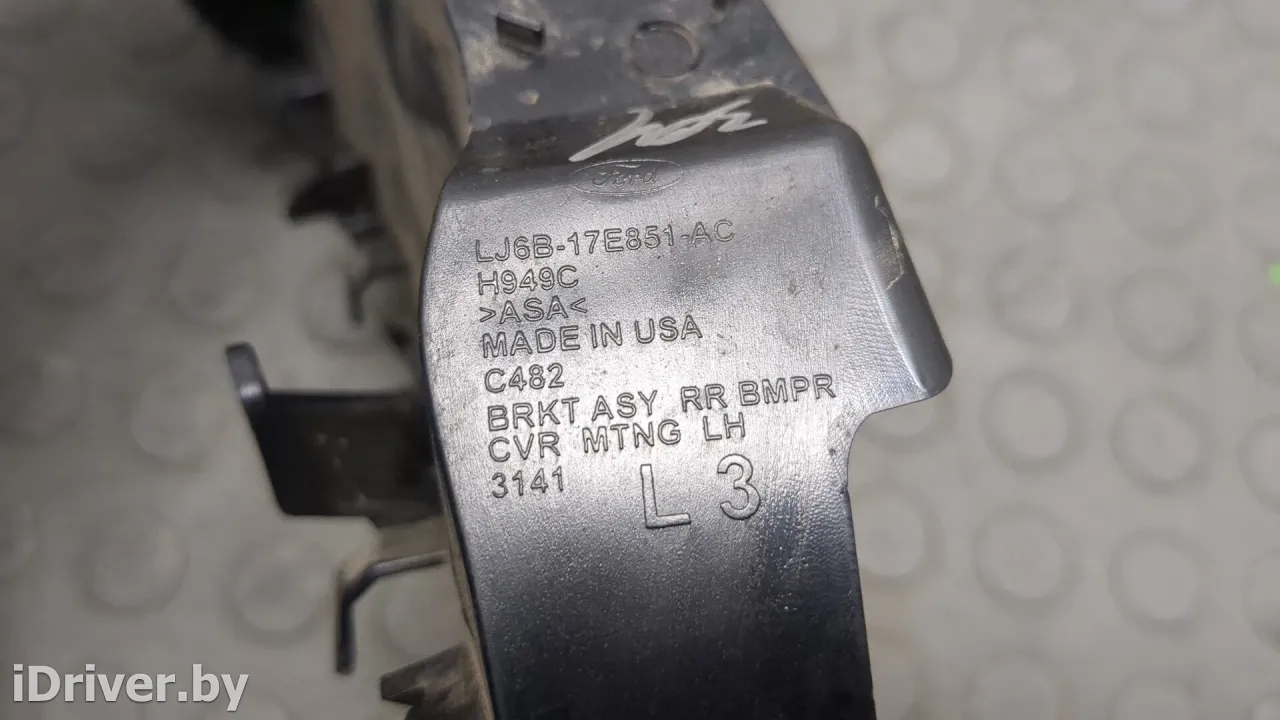 Ford
LJ6B-17E851-AC
H949C
>ASA<
MADE IN USA
C482
BRKT ASY RR BMPR
CVR MTNG LH
3141
L 3
iDriver.by